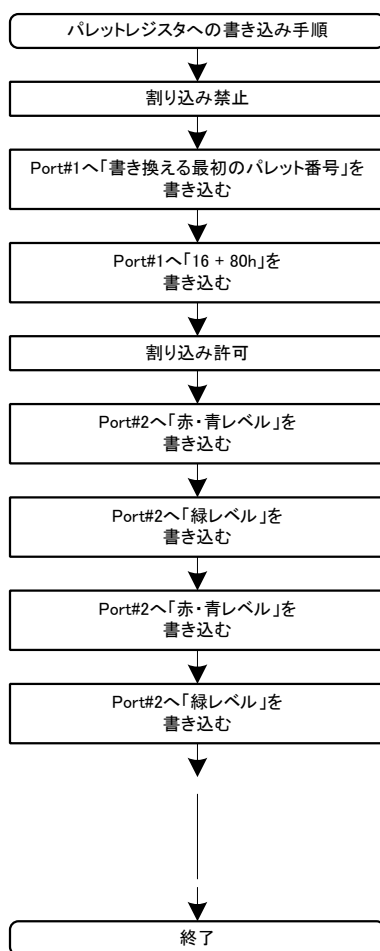 パレットレジスタへの書き込み手順
割り込み禁止
Port#1へ「書き換える最初のパレット番号」を
書き込む
Port#1へ「16 + 80h」を
書き込む
割り込み許可
Port#2へ「赤・青レベル」を
書き込む
Port#2へ「緑レベル」を
書き込む
Port#2へ「赤・青レベル」を
書き込む
Port#2へ「緑レベル」を
書き込む
終了